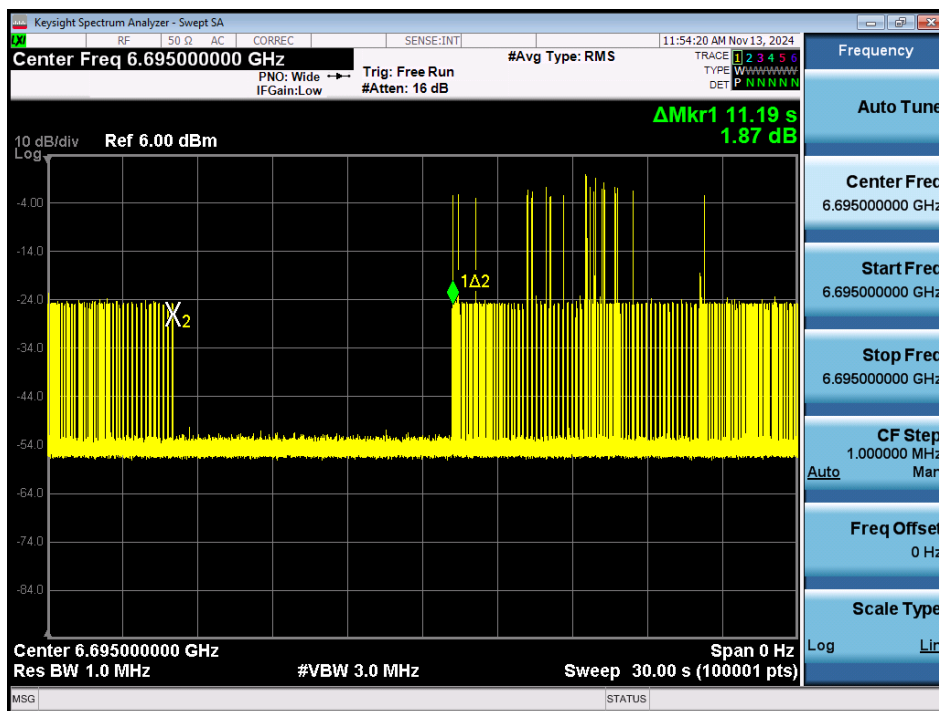 Keysight Spectrum Analyzer - Swept SA
LXI RF 50 Ω AC CORREC SENSE:INT 11:54:20 AM Nov 13, 2024
Center Freq 6.695000000 GHz
PNO: Wide
IFGain:Low
Trig: Free Run
#Atten: 16 dB
#Avg Type: RMS
TRACE 1 2 3 4 5 6
TYPE WWWWWW
DET P N N N N N
ΔMkr1 11.19 s
1.87 dB
10 dB/div Ref 6.00 dBm
Log
-4.00
-14.0
-24.0
-34.0
-44.0
-54.0
-64.0
-74.0
-84.0
1Δ2
X2
Center 6.695000000 GHz Span 0 Hz
Res BW 1.0 MHz #VBW 3.0 MHz Sweep 30.00 s (100001 pts)
MSG STATUS
Frequency
Auto Tune
Center Freq
6.695000000 GHz
Start Freq
6.695000000 GHz
Stop Freq
6.695000000 GHz
CF Step
1.000000 MHz
Auto Man
Freq Offset
0 Hz
Scale Type
Log Lin